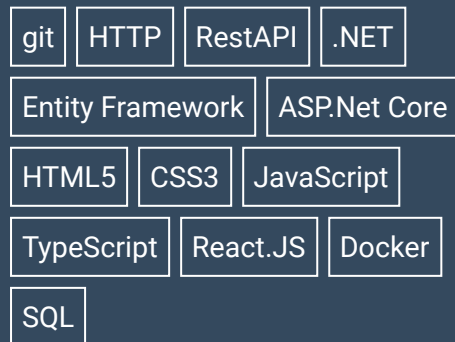 git HTTP RestAPI .NET
Entity Framework ASP.Net Core
HTML5 CSS3 JavaScript
TypeScript React.JS Docker
SQL